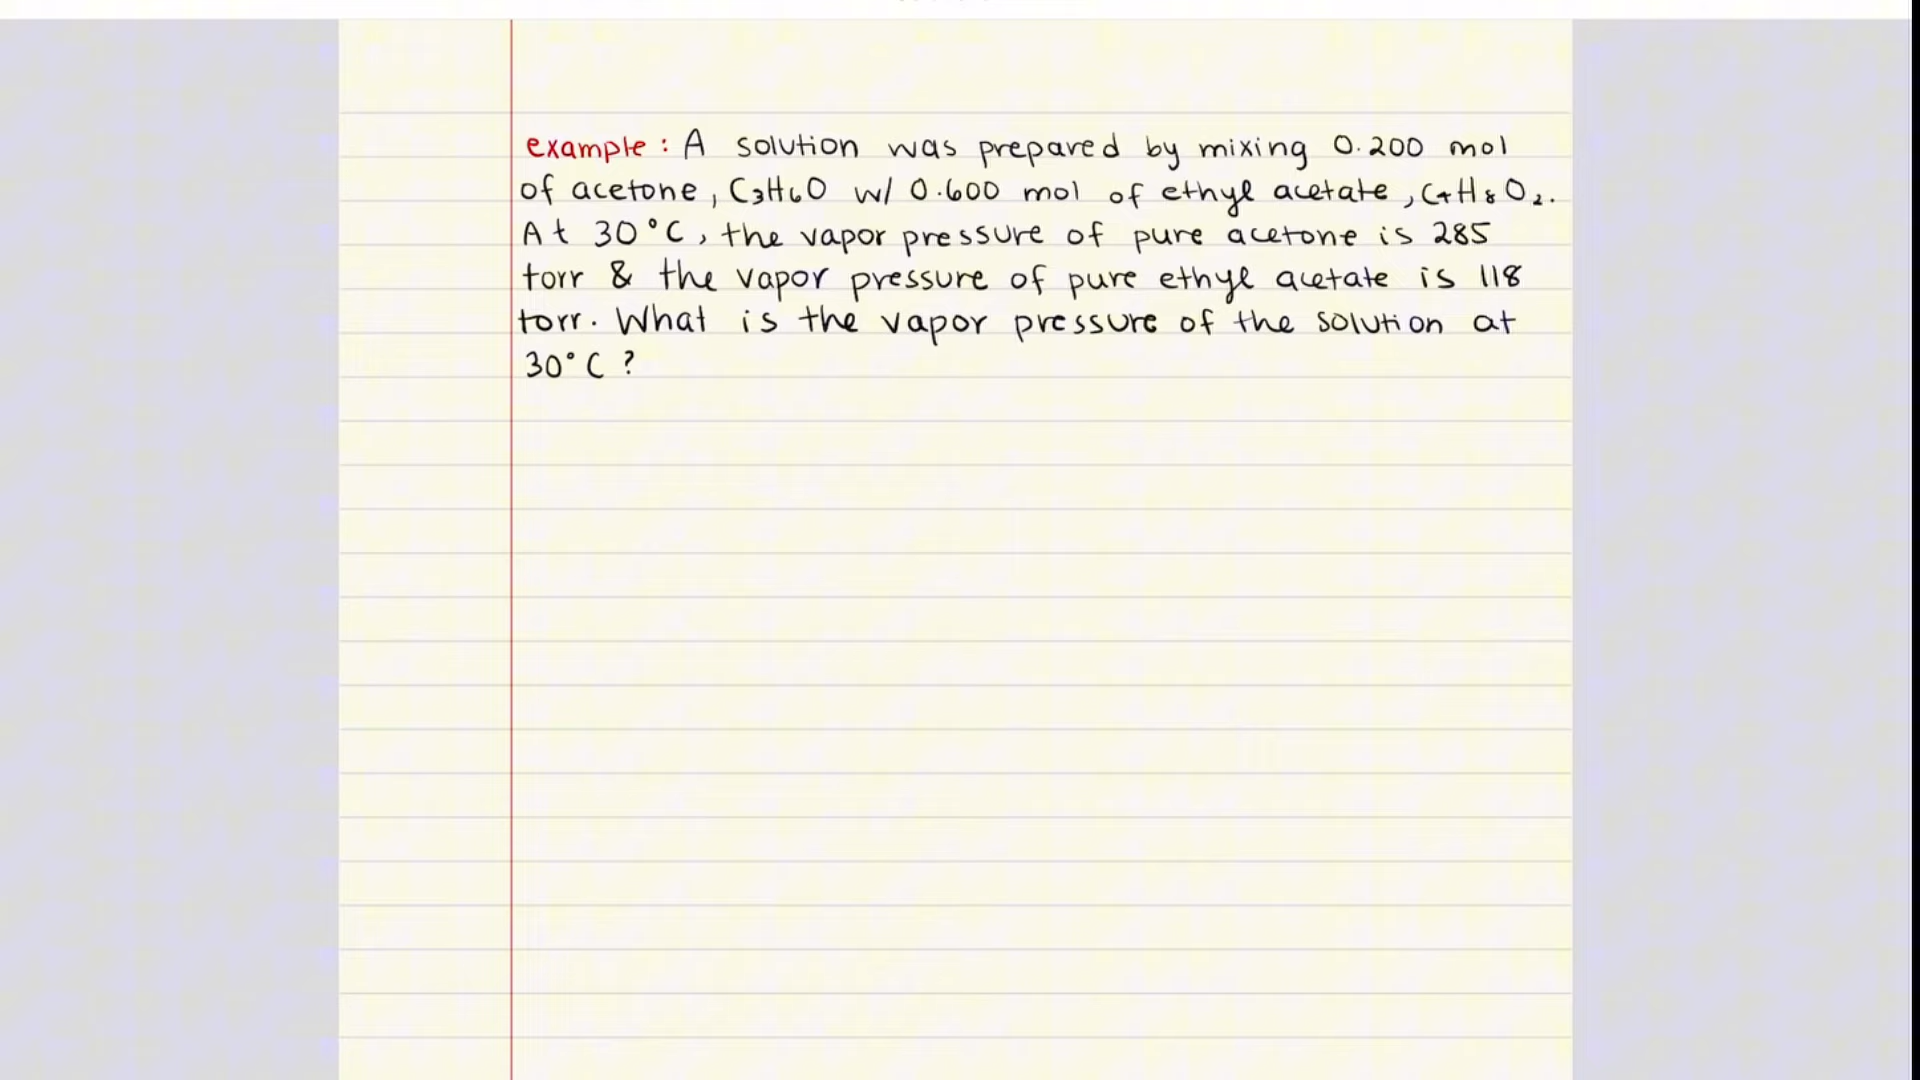 example: A solution was prepared by mixing 0.200 mol
of acetone, C₃H₆O w/ 0.600 mol of ethyl acetate, C₄H₈O₂.
At 30°C, the vapor pressure of pure acetone is 285
torr & the vapor pressure of pure ethyl acetate is 118
torr. What is the vapor pressure of the solution at
30°C ?